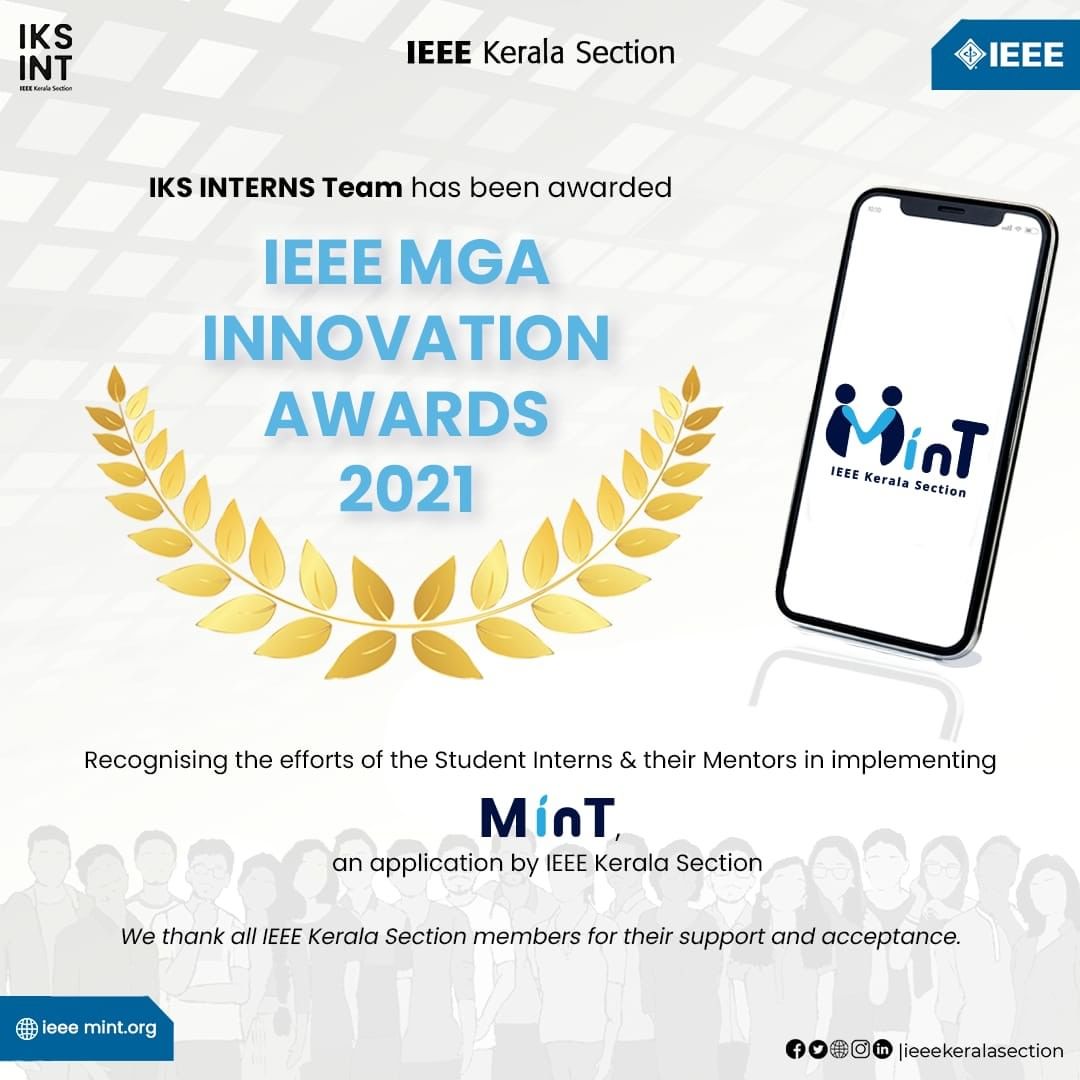 IKS
INT
IEEE Kerala Section
IEEE Kerala Section
IEEE
IKS INTERNS Team has been awarded
IEEE MGA
INNOVATION
AWARDS
2021
10:10
MinT
IEEE Kerala Section
Recognising the efforts of the Student Interns & their Mentors in implementing
MinT,
an application by IEEE Kerala Section
We thank all IEEE Kerala Section members for their support and acceptance.
ieee mint.org
|ieeekeralasection